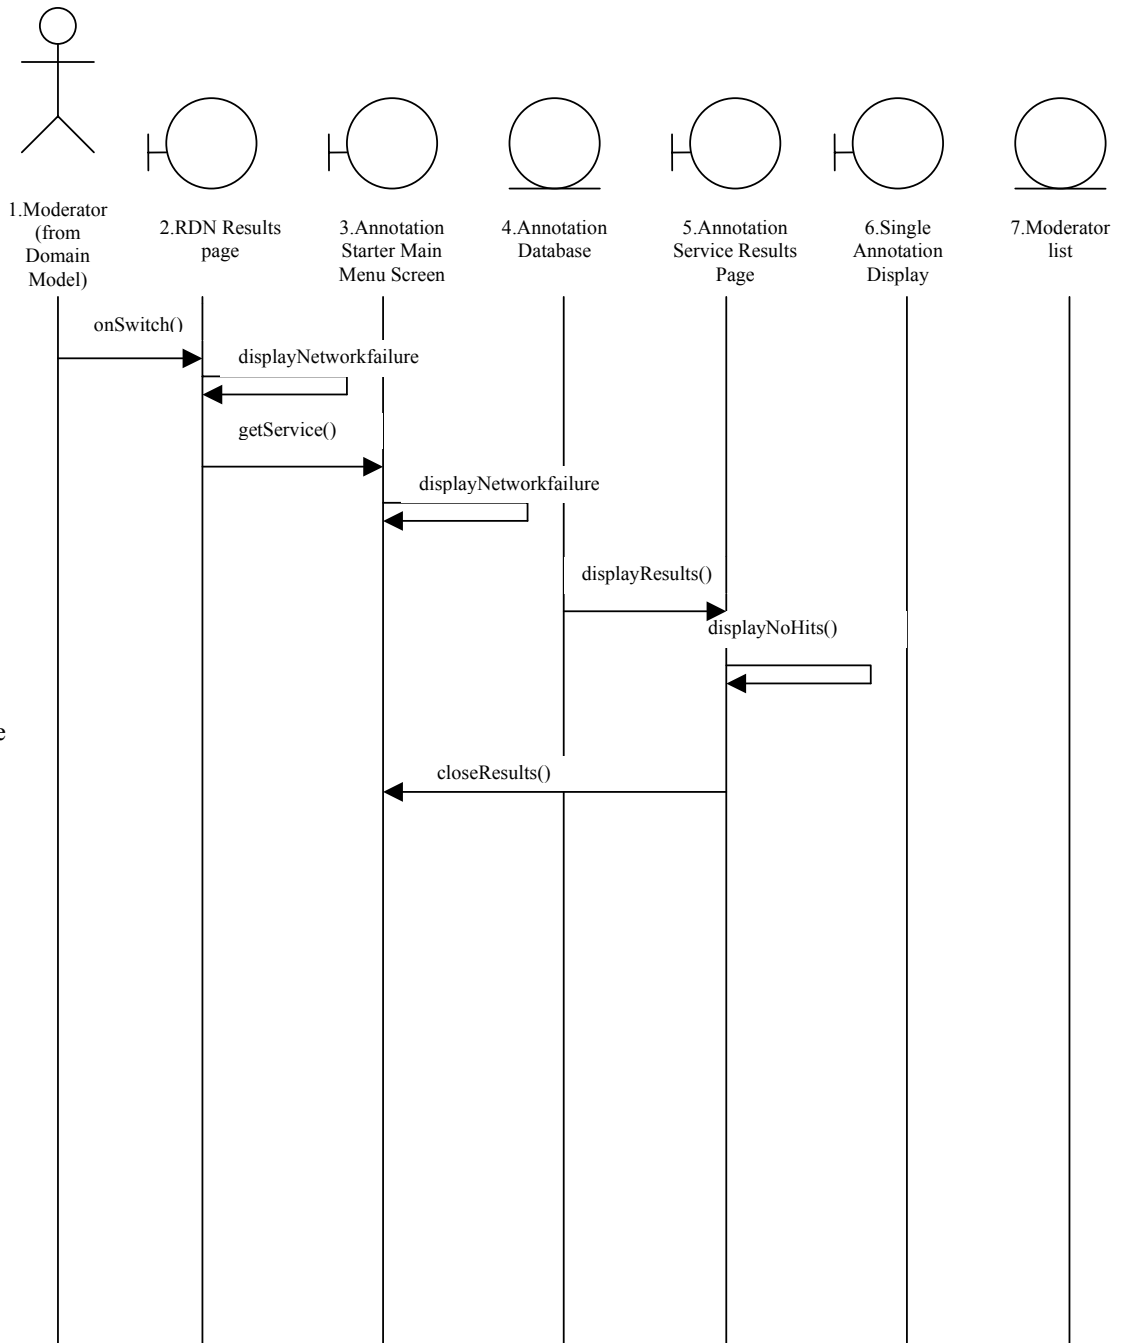 1.Moderator
(from
Domain
Model)
2.RDN Results
page
3.Annotation
Starter Main
Menu Screen
4.Annotation
Database
5.Annotation
Service Results
Page
6.Single
Annotation
Display
7.Moderator
list
onSwitch()
displayNetworkfailure
getService()
displayNetworkfailure
displayResults()
displayNoHits()
e
closeResults()